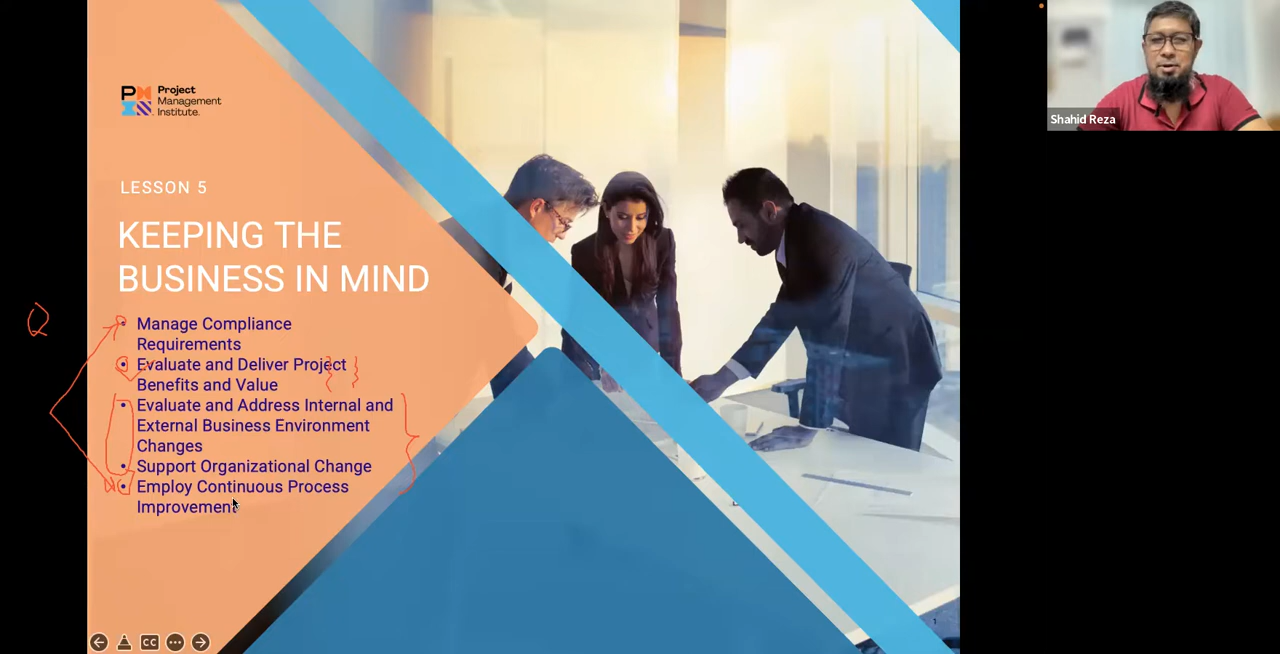 Project
Management
Institute.
LESSON 5
KEEPING THE
BUSINESS IN MIND
• Manage Compliance
Requirements
• Evaluate and Deliver Project
Benefits and Value
• Evaluate and Address Internal and
External Business Environment
Changes
• Support Organizational Change
• Employ Continuous Process
Improvement
CC
1
Shahid Reza